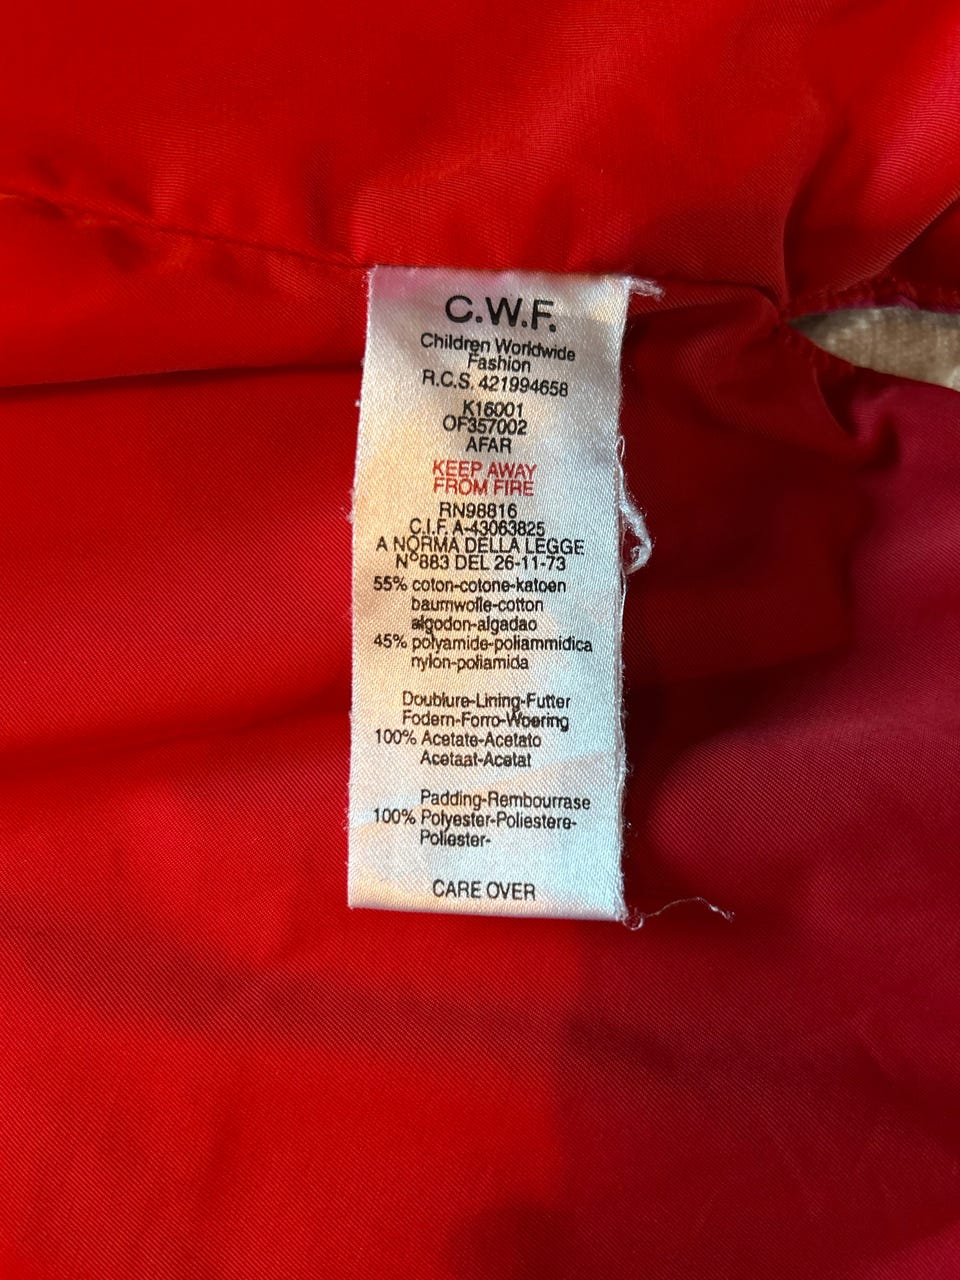 C.W.F.
Children Worldwide
Fashion
R.C.S. 421994658
K16001
OF357002
AFAR
KEEP AWAY
FROM FIRE
RN98816
C.I.F. A-43063825
A NORMA DELLA LEGGE
N°883 DEL 26-11-73
55% coton-cotone-katoen
baumwolle-cotton
algodon-algadao
45% polyamide-poliammidica
nylon-poliamida
Doublure-Lining-Futter
Fodern-Forro-Woering
100% Acetate-Acetato
Acetaat-Acetat
Padding-Rembourrase
100% Polyester-Poliestere-
Poliester-
CARE OVER